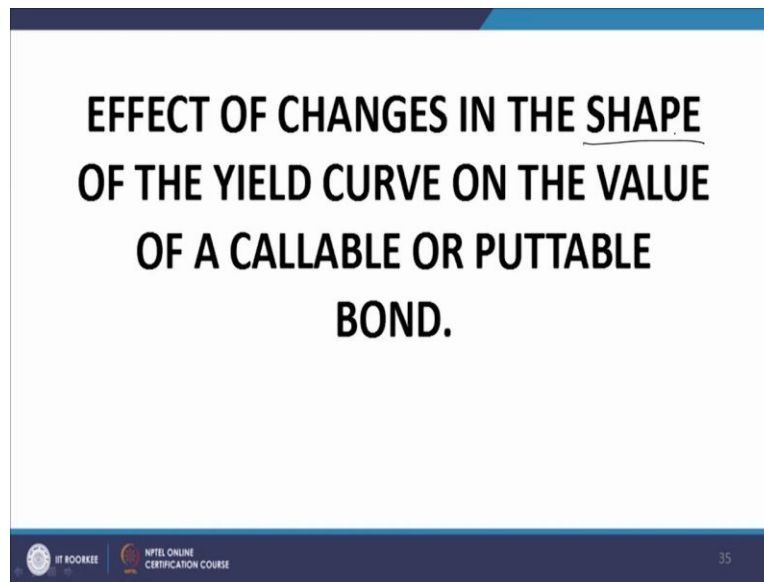 EFFECT OF CHANGES IN THE SHAPE
OF THE YIELD CURVE ON THE VALUE
OF A CALLABLE OR PUTTABLE
BOND.
IIT ROORKEE
NPTEL ONLINE
CERTIFICATION COURSE
35